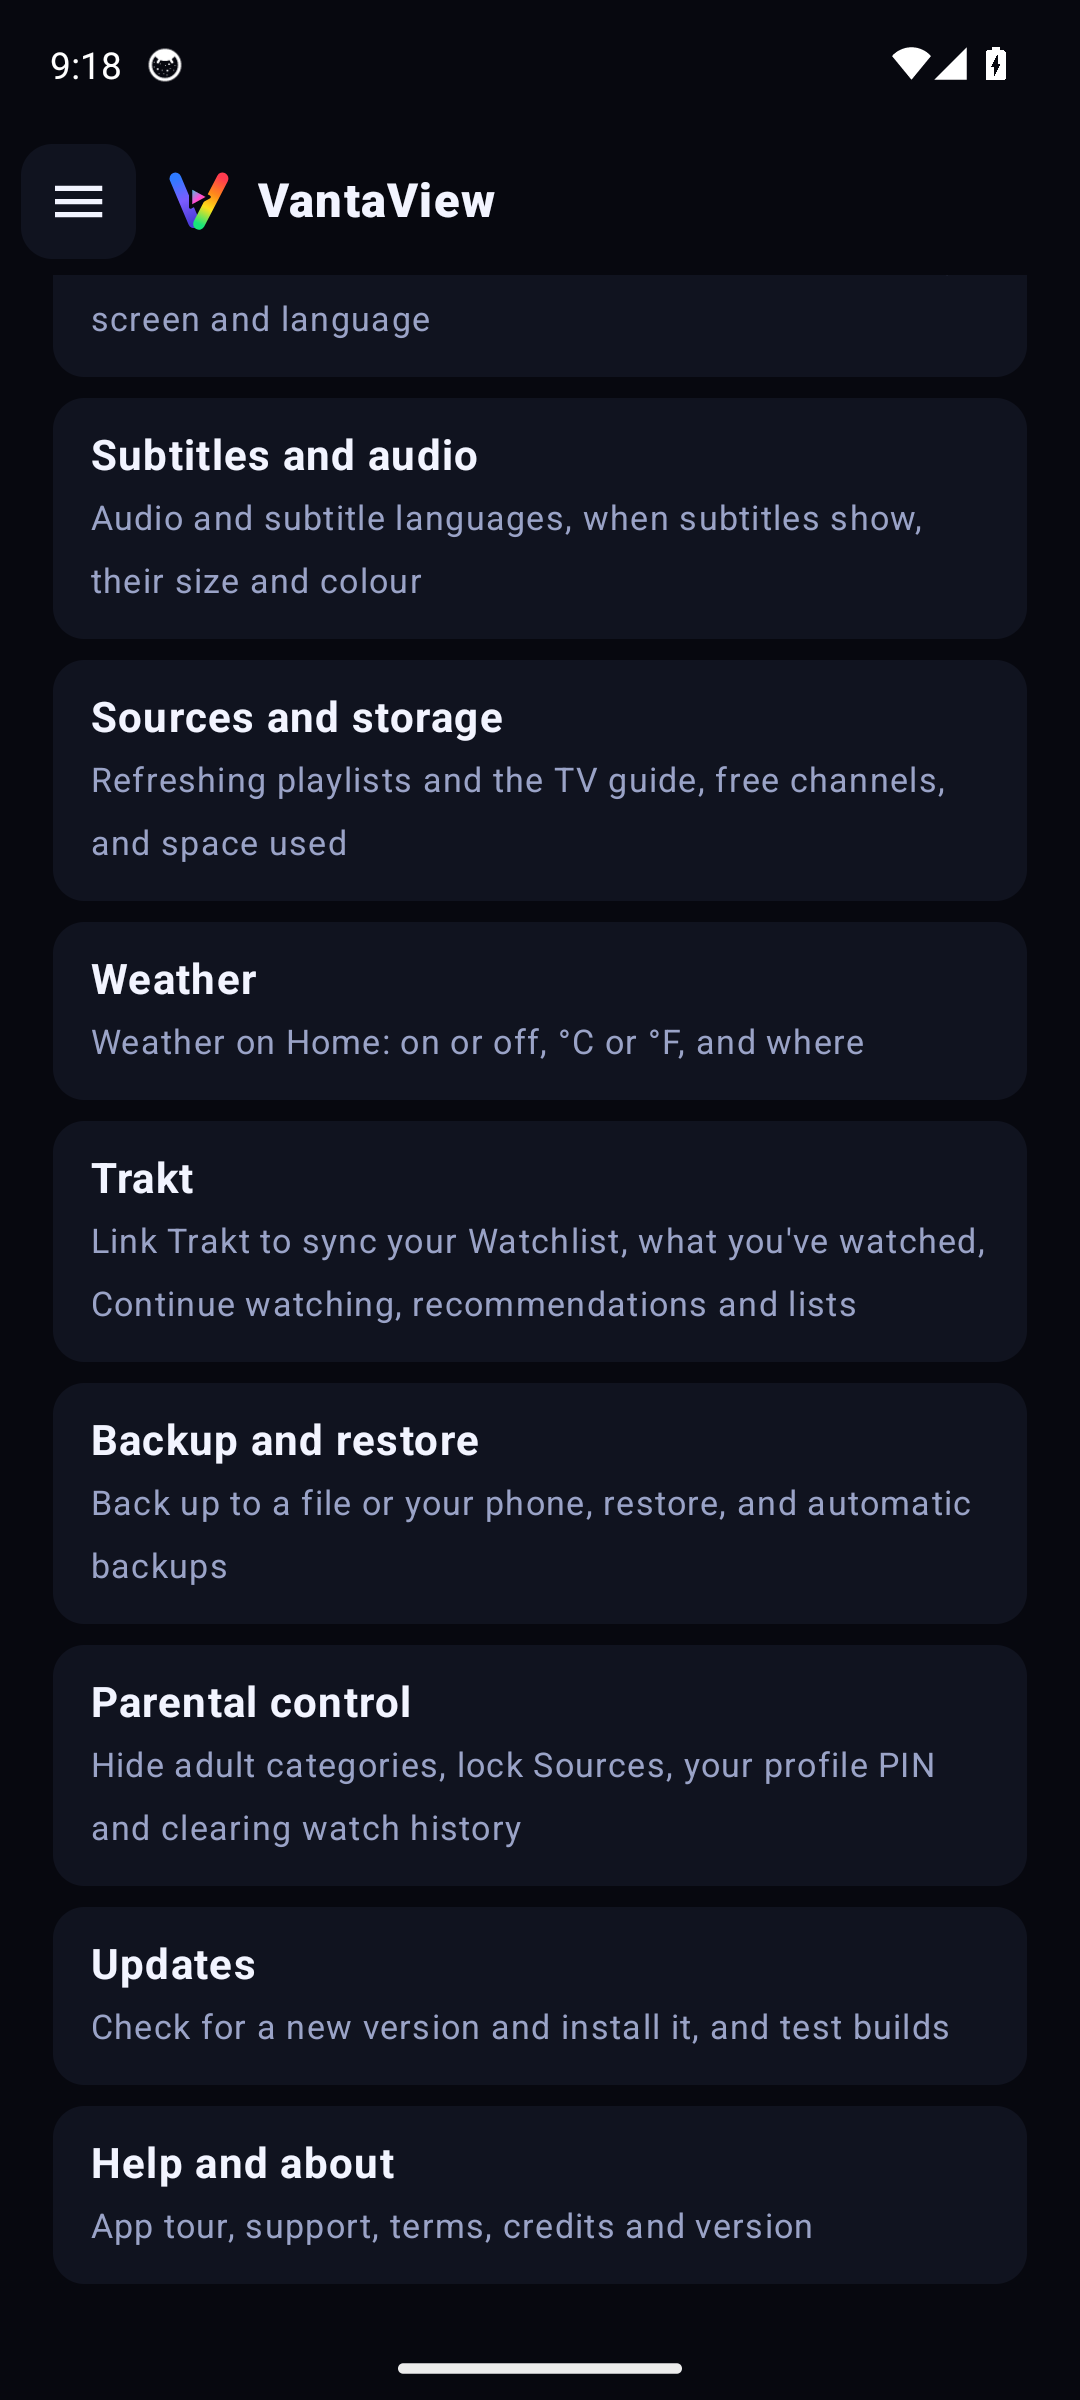 9:18
VantaView
screen and language
Subtitles and audio
Audio and subtitle languages, when subtitles show,
their size and colour
Sources and storage
Refreshing playlists and the TV guide, free channels,
and space used
Weather
Weather on Home: on or off, °C or °F, and where
Trakt
Link Trakt to sync your Watchlist, what you've watched,
Continue watching, recommendations and lists
Backup and restore
Back up to a file or your phone, restore, and automatic
backups
Parental control
Hide adult categories, lock Sources, your profile PIN
and clearing watch history
Updates
Check for a new version and install it, and test builds
Help and about
App tour, support, terms, credits and version